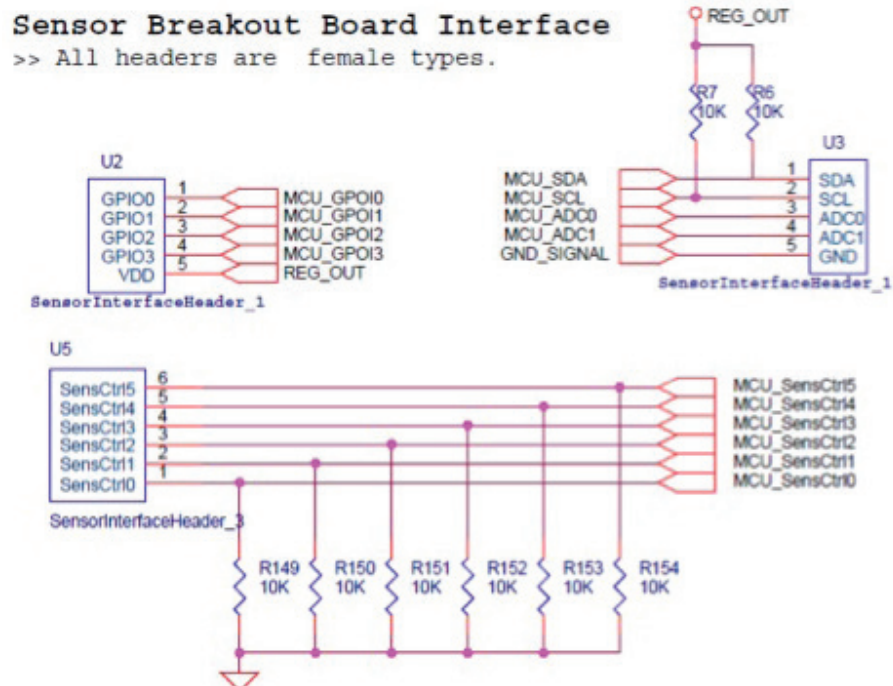 Sensor Breakout Board Interface
>> All headers are female types.
REG_OUT
R7
10K
R6
10K
U2
GPIO0 1 MCU_GPOI0
GPIO1 2 MCU_GPOI1
GPIO2 3 MCU_GPOI2
GPIO3 4 MCU_GPOI3
VDD 5 REG_OUT
SensorInterfaceHeader_1
U3
MCU_SDA 1 SDA
MCU_SCL 2 SCL
MCU_ADC0 3 ADC0
MCU_ADC1 4 ADC1
GND_SIGNAL 5 GND
SensorInterfaceHeader_1
U5
SensCtrl5 6 MCU_SensCtrl5
SensCtrl4 5 MCU_SensCtrl4
SensCtrl3 4 MCU_SensCtrl3
SensCtrl2 3 MCU_SensCtrl2
SensCtrl1 2 MCU_SensCtrl1
SensCtrl0 1 MCU_SensCtrl0
SensorInterfaceHeader_3
R149 R150 R151 R152 R153 R154
10K 10K 10K 10K 10K 10K